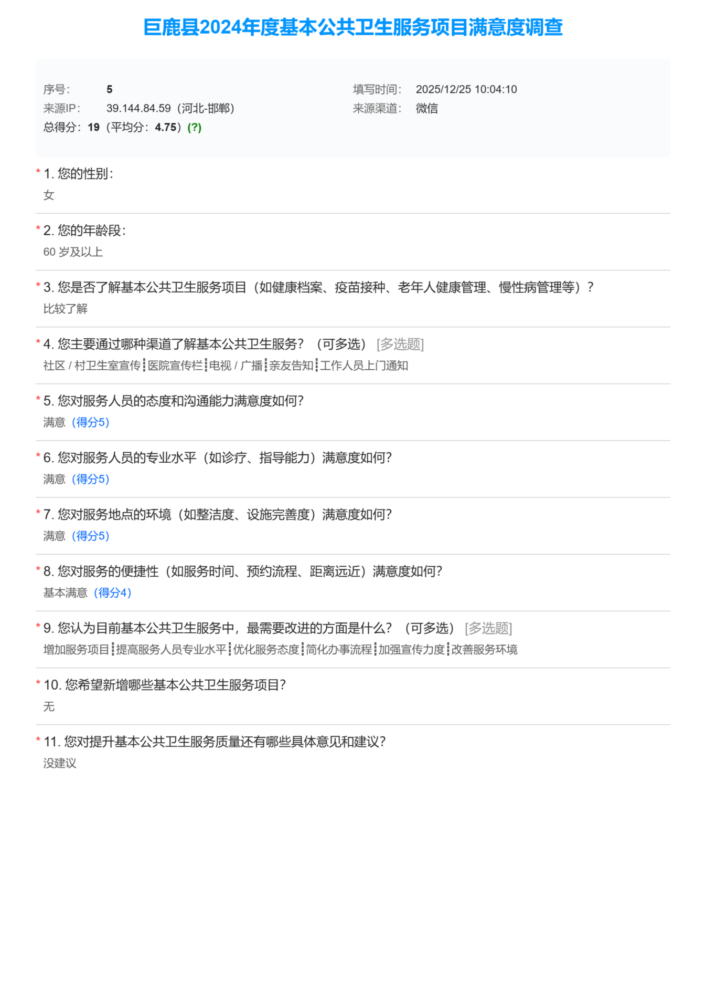 巨鹿县2024年度基本公共卫生服务项目满意度调查
序号： 5 填写时间： 2025/12/25 10:04:10
来源IP： 39.144.84.59（河北-邯郸） 来源渠道： 微信
总得分：19（平均分：4.75）(?)
* 1. 您的性别：
女
* 2. 您的年龄段：
60 岁及以上
* 3. 您是否了解基本公共卫生服务项目（如健康档案、疫苗接种、老年人健康管理、慢性病管理等）？
比较了解
* 4. 您主要通过哪种渠道了解基本公共卫生服务？（可多选） [多选题]
社区 / 村卫生室宣传┋医院宣传栏┋电视 / 广播┋亲友告知┋工作人员上门通知
* 5. 您对服务人员的态度和沟通能力满意度如何？
满意（得分5）
* 6. 您对服务人员的专业水平（如诊疗、指导能力）满意度如何？
满意（得分5）
* 7. 您对服务地点的环境（如整洁度、设施完善度）满意度如何？
满意（得分5）
* 8. 您对服务的便捷性（如服务时间、预约流程、距离远近）满意度如何？
基本满意（得分4）
* 9. 您认为目前基本公共卫生服务中，最需要改进的方面是什么？（可多选） [多选题]
增加服务项目┋提高服务人员专业水平┋优化服务态度┋简化办事流程┋加强宣传力度┋改善服务环境
* 10. 您希望新增哪些基本公共卫生服务项目？
无
* 11. 您对提升基本公共卫生服务质量还有哪些具体意见和建议？
没建议